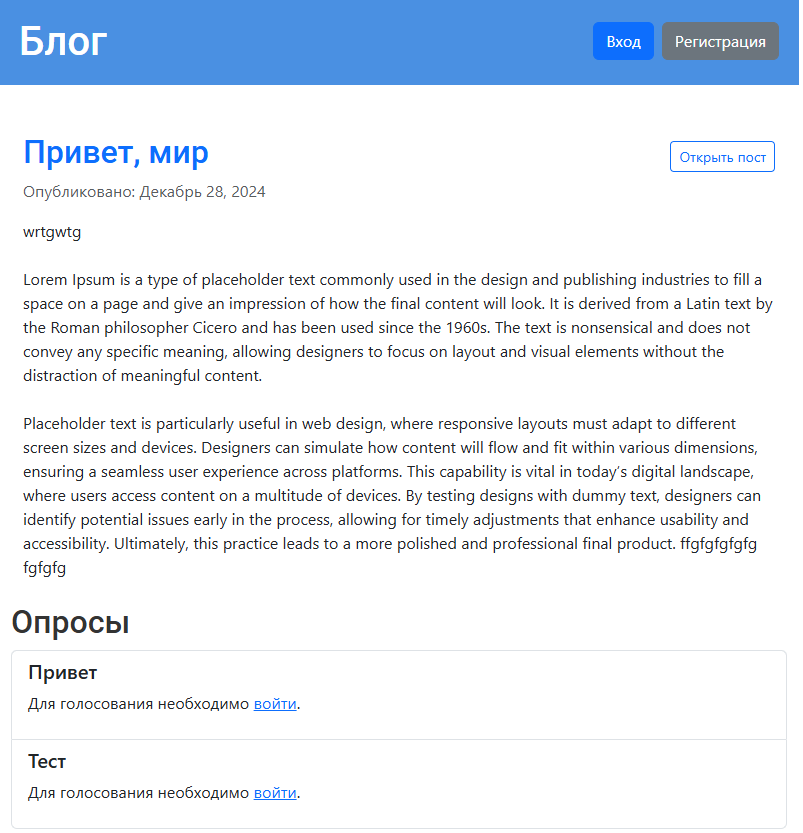 Блог
Вход
Регистрация
Привет, мир
Открыть пост
Опубликовано: Декабрь 28, 2024
wrtgwtg
Lorem Ipsum is a type of placeholder text commonly used in the design and publishing industries to fill a
space on a page and give an impression of how the final content will look. It is derived from a Latin text by
the Roman philosopher Cicero and has been used since the 1960s. The text is nonsensical and does not
convey any specific meaning, allowing designers to focus on layout and visual elements without the
distraction of meaningful content.
Placeholder text is particularly useful in web design, where responsive layouts must adapt to different
screen sizes and devices. Designers can simulate how content will flow and fit within various dimensions,
ensuring a seamless user experience across platforms. This capability is vital in today’s digital landscape,
where users access content on a multitude of devices. By testing designs with dummy text, designers can
identify potential issues early in the process, allowing for timely adjustments that enhance usability and
accessibility. Ultimately, this practice leads to a more polished and professional final product. ffgfgfgfgfg
fgfgfg
Опросы
Привет
Для голосования необходимо войти.
Тест
Для голосования необходимо войти.